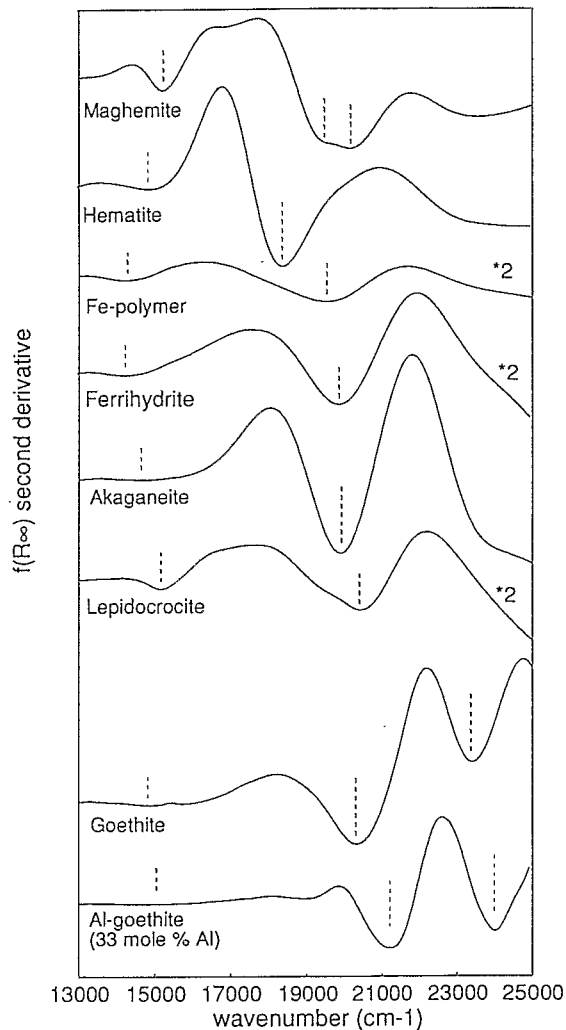 Maghemite
Hematite
*2
Fe-polymer
*2
Ferrihydrite
Akaganeite
*2
Lepidocrocite
Goethite
Al-goethite
(33 mole % Al)
f(R∞) second derivative
13000 15000 17000 19000 21000 23000 25000
wavenumber (cm-1)